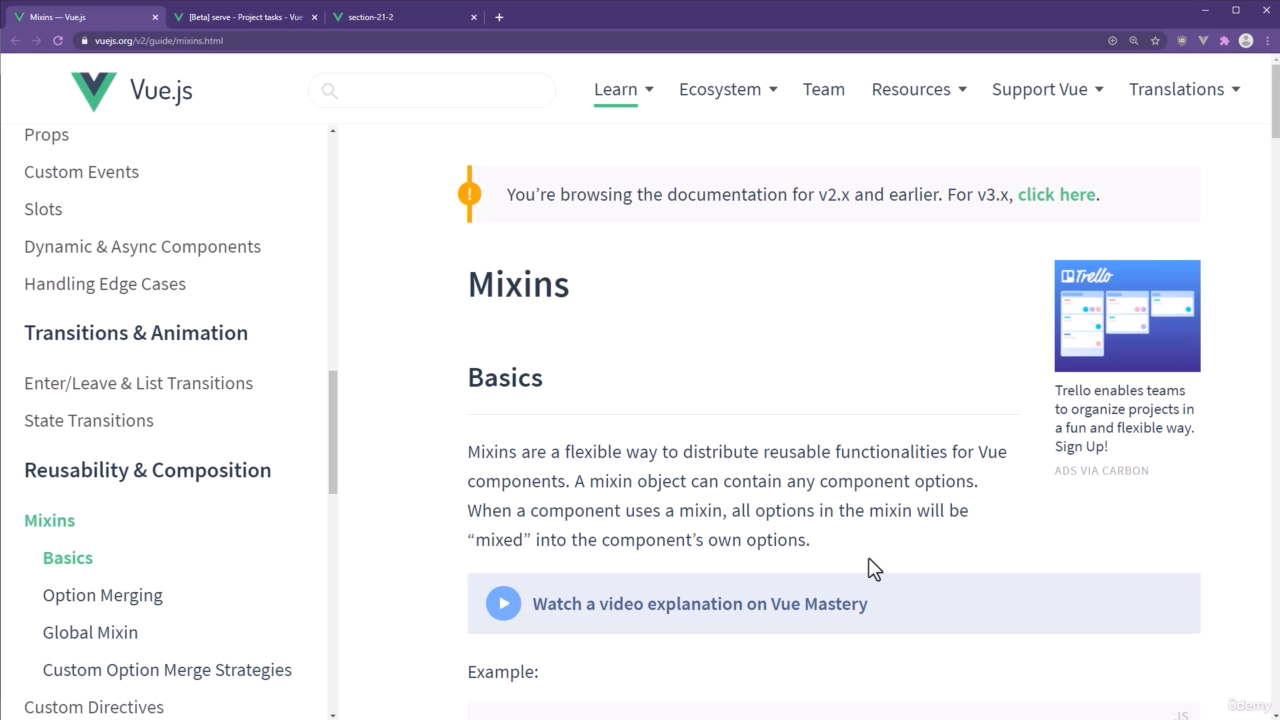 Mixins — Vue.js
[Beta] serve - Project tasks - Vue
section-21-2
vuejs.org/v2/guide/mixins.html
Vue.js
Learn
Ecosystem
Team
Resources
Support Vue
Translations
Props
Custom Events
Slots
Dynamic & Async Components
Handling Edge Cases
Transitions & Animation
Enter/Leave & List Transitions
State Transitions
Reusability & Composition
Mixins
Basics
Option Merging
Global Mixin
Custom Option Merge Strategies
Custom Directives
You’re browsing the documentation for v2.x and earlier. For v3.x, click here.
Mixins
Basics
Mixins are a flexible way to distribute reusable functionalities for Vue
components. A mixin object can contain any component options.
When a component uses a mixin, all options in the mixin will be
“mixed” into the component’s own options.
Watch a video explanation on Vue Mastery
Example:
JS
Trello
Trello enables teams
to organize projects in
a fun and flexible way.
Sign Up!
ADS VIA CARBON
ûdemy